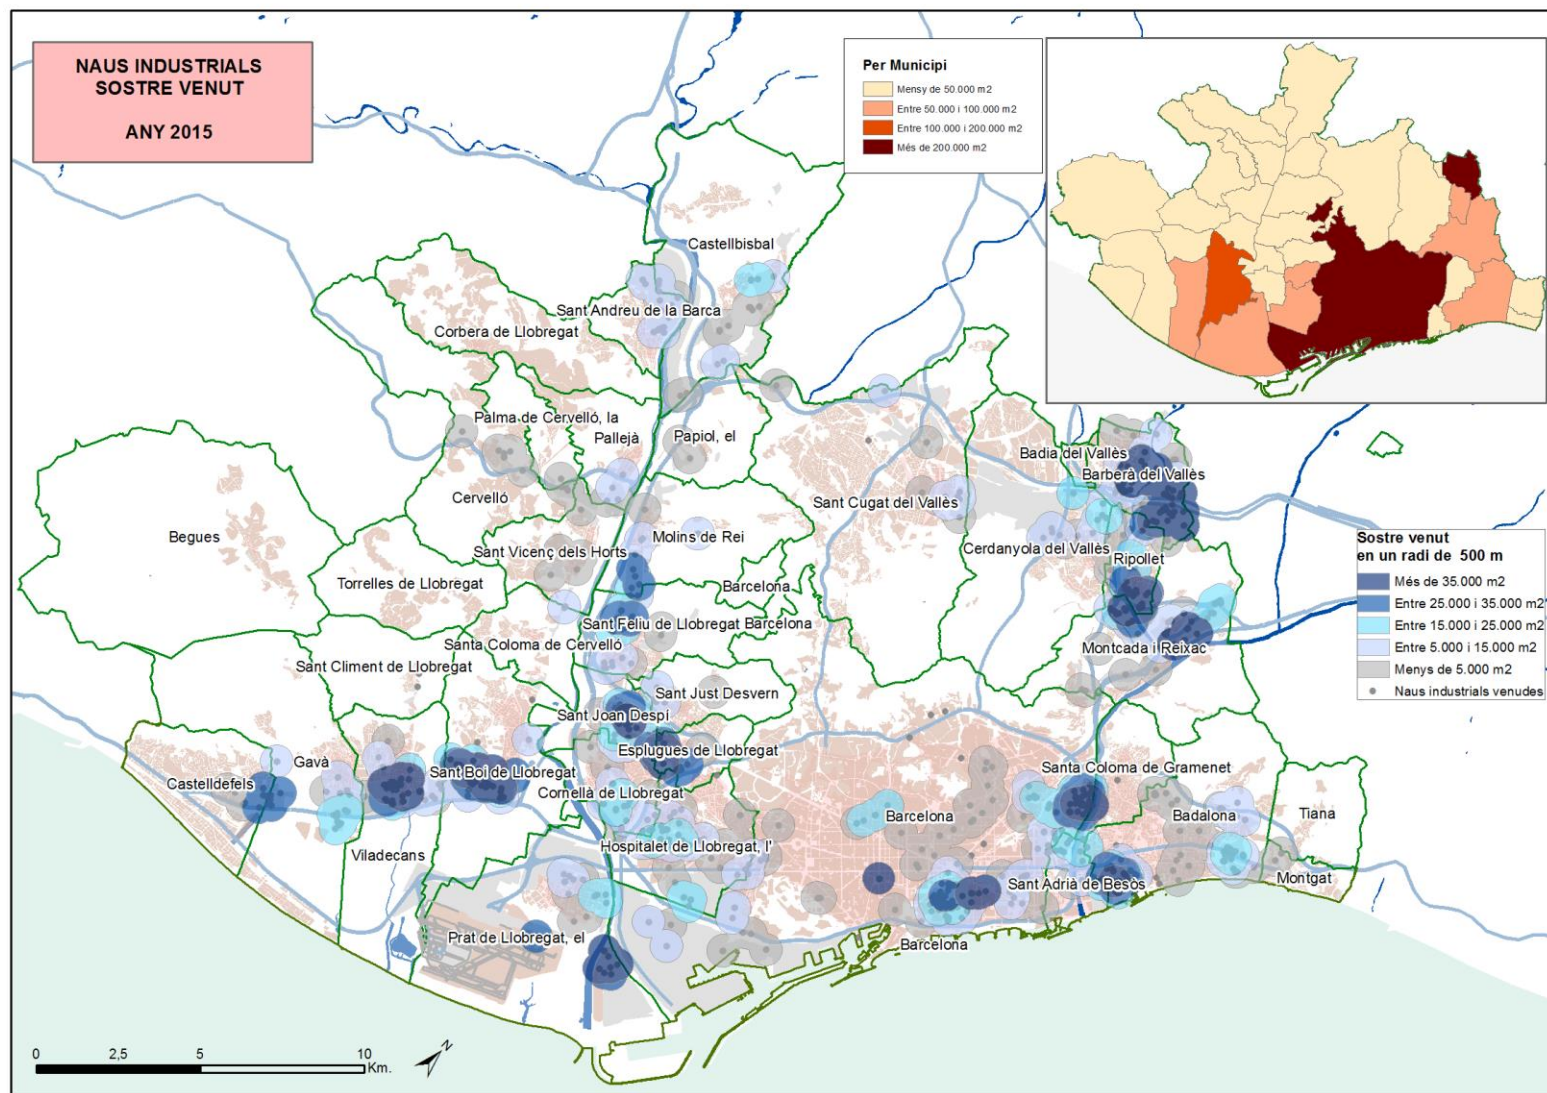 NAUS INDUSTRIALS
SOSTRE VENUT
ANY 2015
Per Municipi
Mensy de 50.000 m2
Entre 50.000 i 100.000 m2
Entre 100.000 i 200.000 m2
Més de 200.000 m2
Castellbisbal
Sant Andreu de la Barca
Corbera de Llobregat
Palma de Cervelló, la
Pallejà
Papiol, el
Badia del Vallès
Barberà del Vallès
Cervelló
Sant Cugat del Vallès
Begues
Molins de Rei
Sant Vicenç dels Horts
Cerdanyola del Vallès
Ripollet
Torrelles de Llobregat
Barcelona
Sant Feliu de Llobregat
Barcelona
Santa Coloma de Cervelló
Montcada i Reixac
Sant Climent de Llobregat
Sant Just Desvern
Sant Joan Despí
Esplugues de Llobregat
Gavà
Sant Boi de Llobregat
Santa Coloma de Gramenet
Castelldefels
Cornellà de Llobregat
Barcelona
Badalona
Tiana
Viladecans
Hospitalet de Llobregat, l'
Sant Adrià de Besòs
Montgat
Prat de Llobregat, el
Barcelona
Sostre venut
en un radi de 500 m
Més de 35.000 m2
Entre 25.000 i 35.000 m2
Entre 15.000 i 25.000 m2
Entre 5.000 i 15.000 m2
Menys de 5.000 m2
Naus industrials venudes
0 2,5 5 10
Km.
N